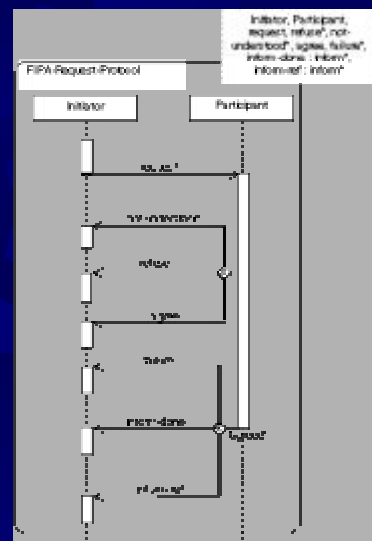 Initiator, Participant,
request, refuse*, not-
understood*, agree, failure*,
inform-done : inform*,
inform-ref : inform*
FIPA-Request-Protocol
Initiator
Participant
refuse
agree
inform-done